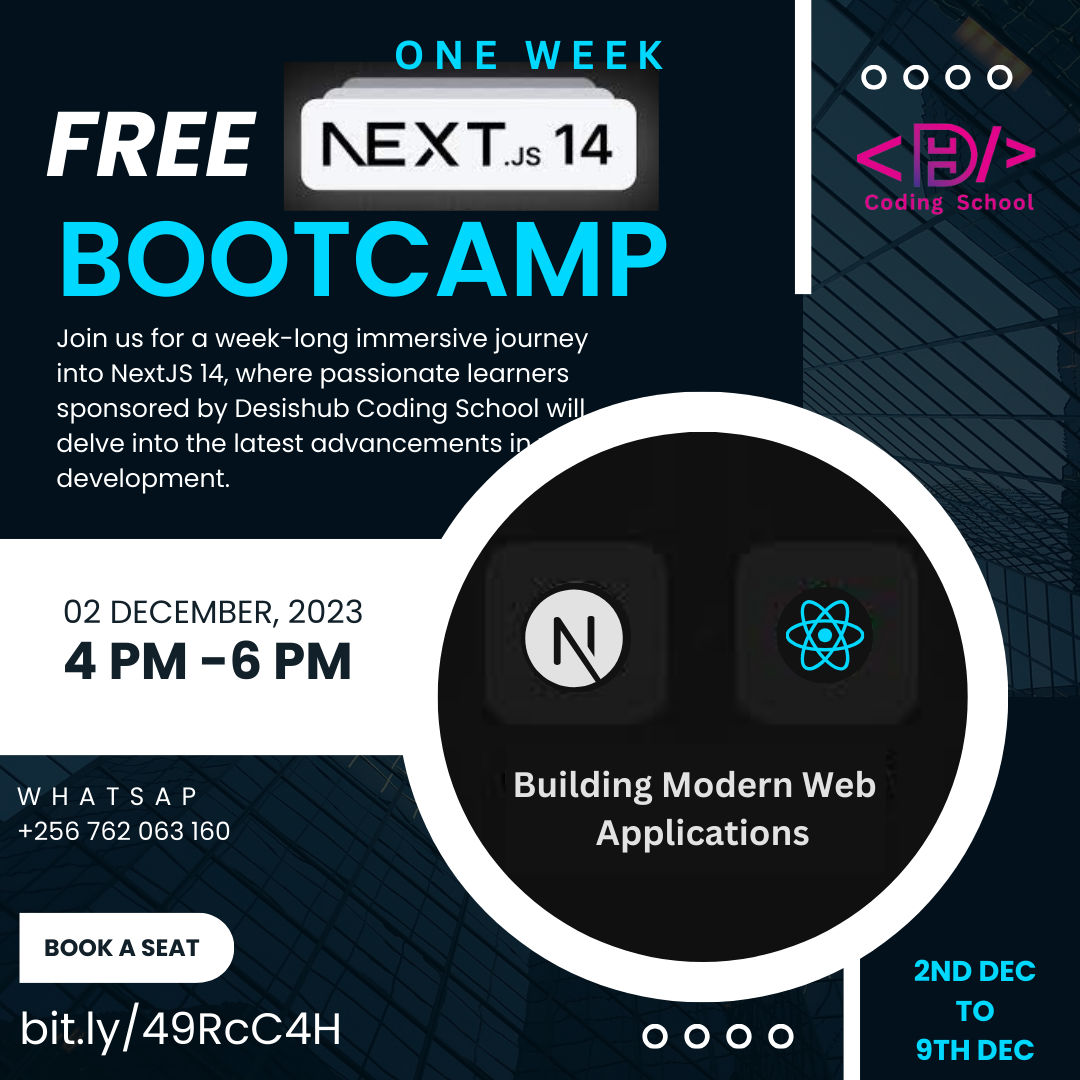 ONE WEEK
FREE NEXT.JS 14
BOOTCAMP
Coding School
Join us for a week-long immersive journey
into NextJS 14, where passionate learners
sponsored by Desishub Coding School will
delve into the latest advancements in
development.
02 DECEMBER, 2023
4 PM –6 PM
Building Modern Web
Applications
WHATSAP
+256 762 063 160
BOOK A SEAT
bit.ly/49RcC4H
2ND DEC
TO
9TH DEC